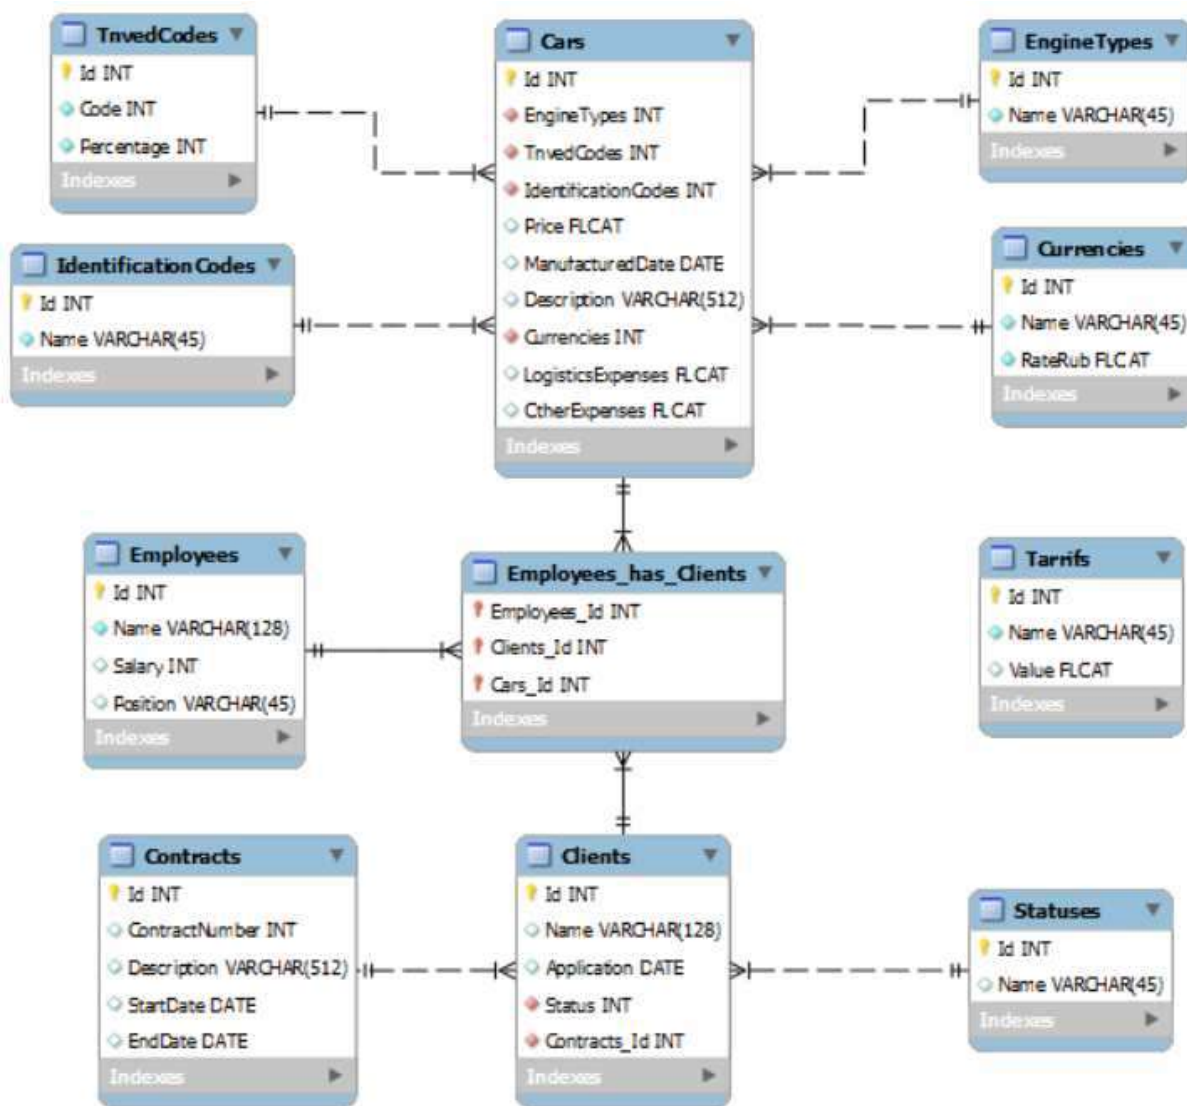 TnvedCodes
Id INT
Code INT
Percentage INT
Indexes
Cars
Id INT
EngineTypes INT
TnvedCodes INT
IdentificationCodes INT
Price FLCAT
ManufacturedDate DATE
Description VARCHAR(512)
Currencies INT
LogisticsExpenses FLCAT
CtherExpenses FLCAT
Indexes
EngineTypes
Id INT
Name VARCHAR(45)
Indexes
IdentificationCodes
Id INT
Name VARCHAR(45)
Indexes
Currencies
Id INT
Name VARCHAR(45)
RateRub FLCAT
Indexes
Employees
Id INT
Name VARCHAR(128)
Salary INT
Position VARCHAR(45)
Indexes
Employees_has_Clients
Employees_Id INT
Clients_Id INT
Cars_Id INT
Indexes
Tarrifs
Id INT
Name VARCHAR(45)
Value FLCAT
Indexes
Contracts
Id INT
ContractNumber INT
Description VARCHAR(512)
StartDate DATE
EndDate DATE
Indexes
Clients
Id INT
Name VARCHAR(128)
Application DATE
Status INT
Contracts_Id INT
Indexes
Statuses
Id INT
Name VARCHAR(45)
Indexes